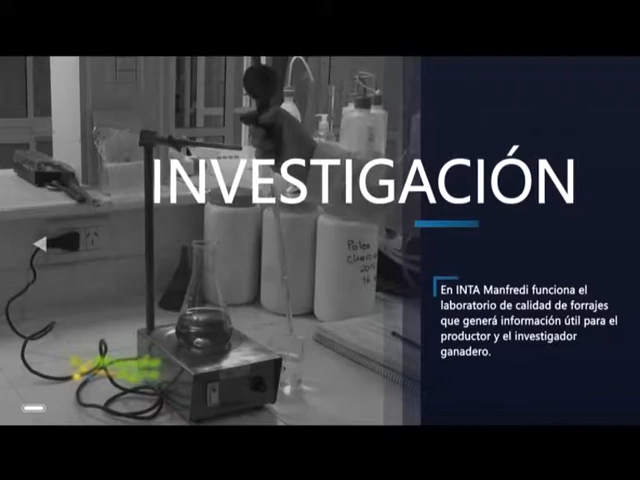 INVESTIGACIÓN
En INTA Manfredi funciona el
laboratorio de calidad de forrajes
que generá información útil para el
productor y el investigador
ganadero.